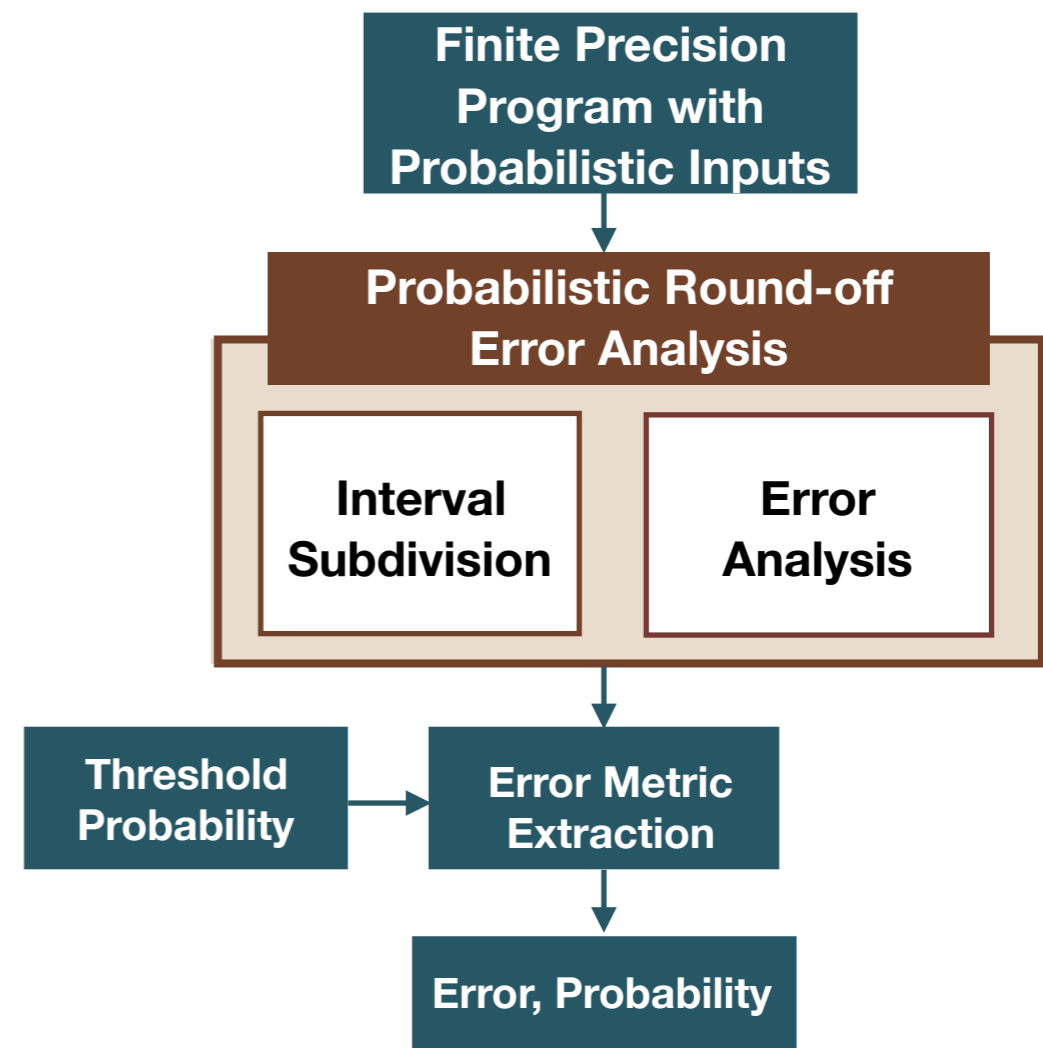 Finite Precision
Program with
Probabilistic Inputs
Probabilistic Round-off
Error Analysis
Interval
Subdivision
Error
Analysis
Threshold
Probability
Error Metric
Extraction
Error, Probability